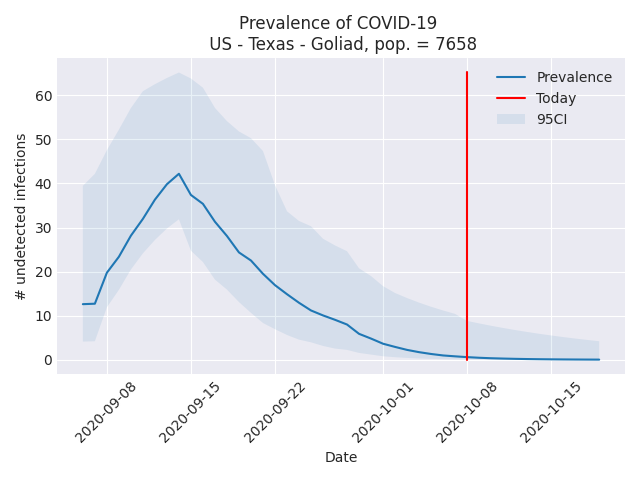 Prevalence of COVID-19
US - Texas - Goliad, pop. = 7658
Prevalence
Today
95CI
# undetected infections
60
50
40
30
20
10
0
2020-09-08
2020-09-15
2020-09-22
2020-10-01
2020-10-08
2020-10-15
Date